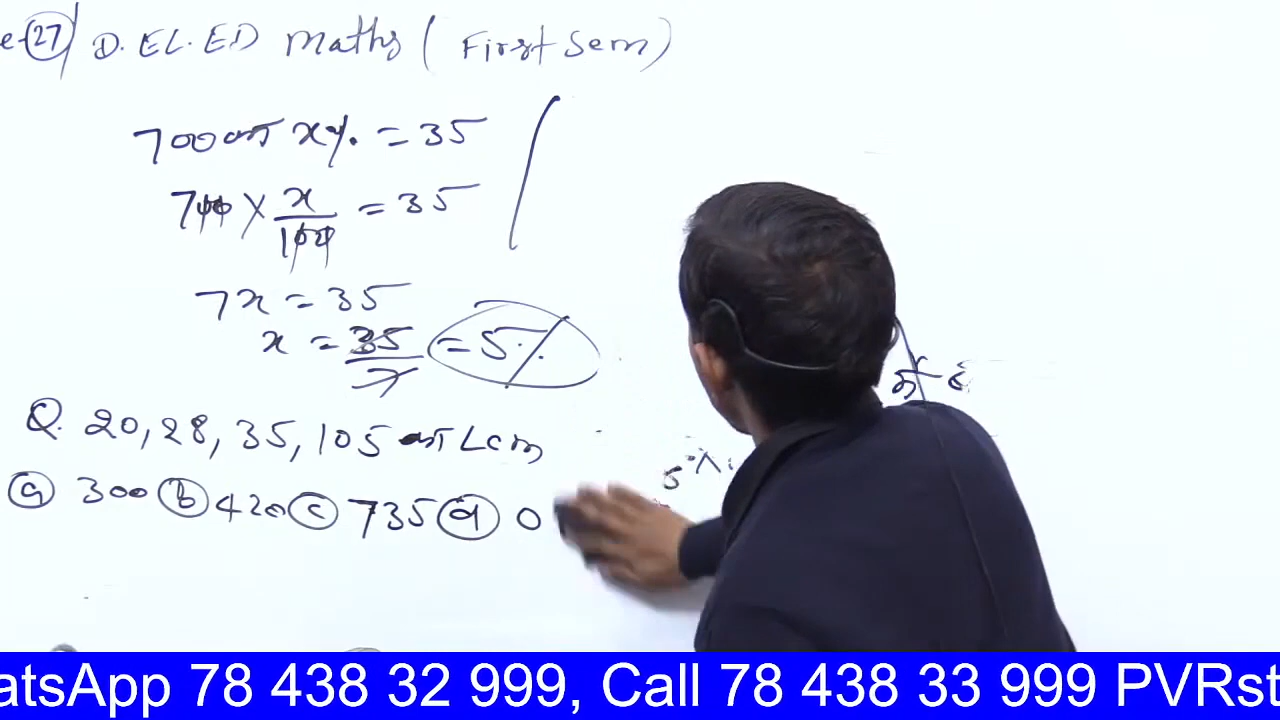 e-27 D.EL.ED Maths ( First Sem )
700 का x% = 35
700 × x/100 = 35
7x = 35
x = 35/7 = 5%
Q. 20, 28, 35, 105 का Lcm
(a) 300 (b) 420 (c) 735 (d) 0
atsApp 78 438 32 999, Call 78 438 33 999 PVRst